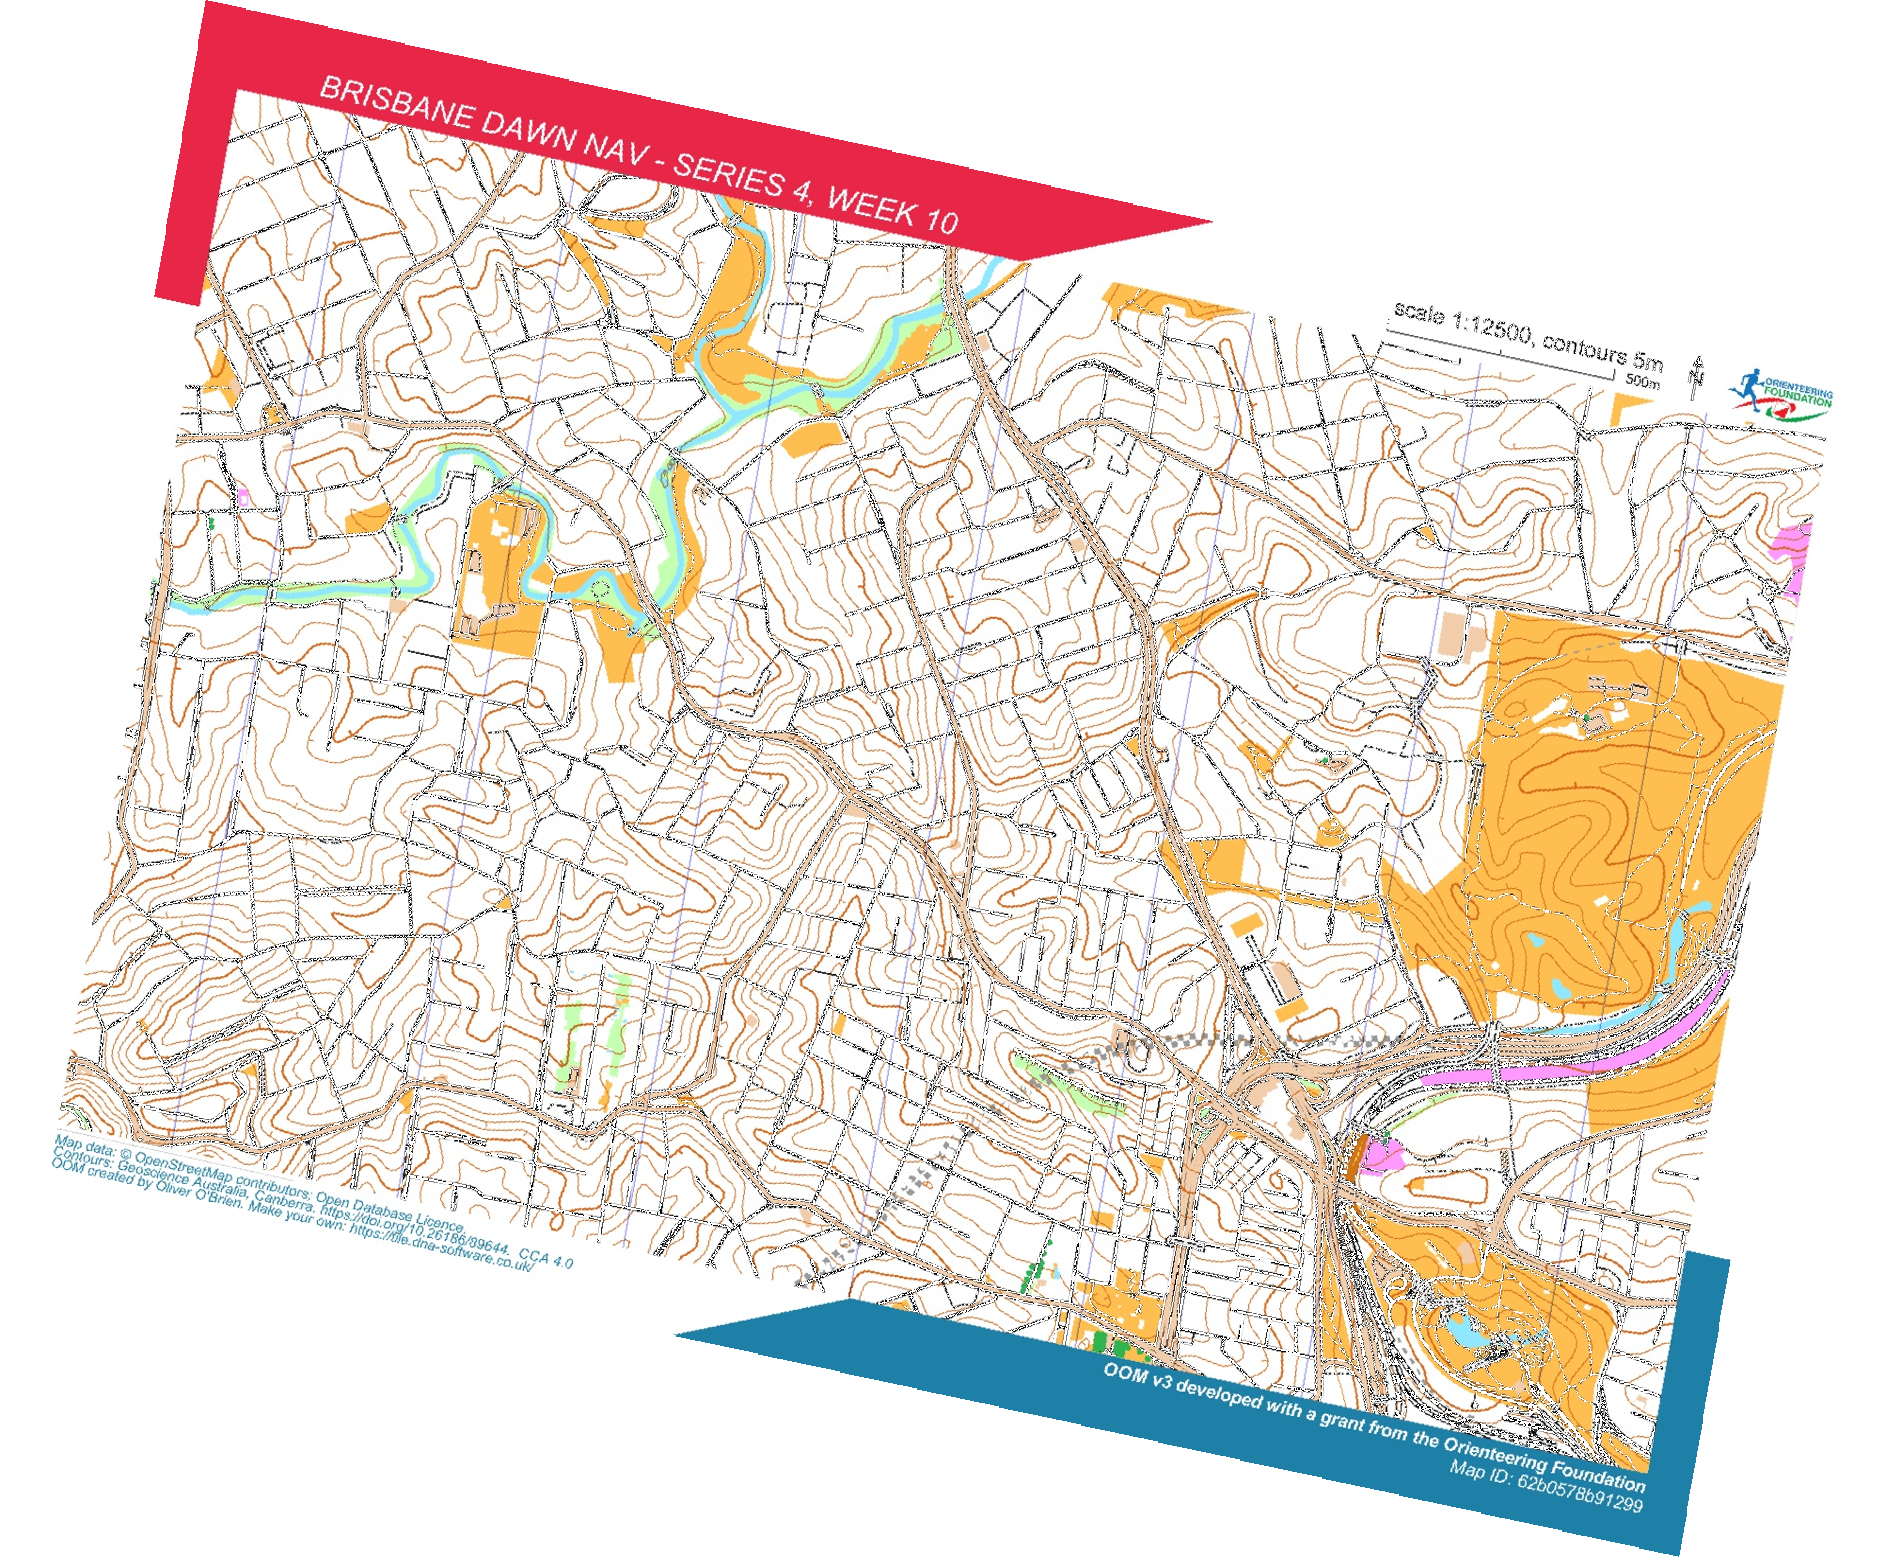 BRISBANE DAWN NAV - SERIES 4, WEEK 10
scale 1:12500, contours 5m
500m
ORIENTEERING
FOUNDATION
Map data: © OpenStreetMap contributors: Open Database Licence.
Contours: Geoscience Australia, Canberra. https://doi.org/10.26186/89644. CCA 4.0
OOM created by Oliver O'Brien. Make your own: https://file.dna-software.co.uk/
OOM v3 developed with a grant from the Orienteering Foundation
Map ID: 62b0578b91299